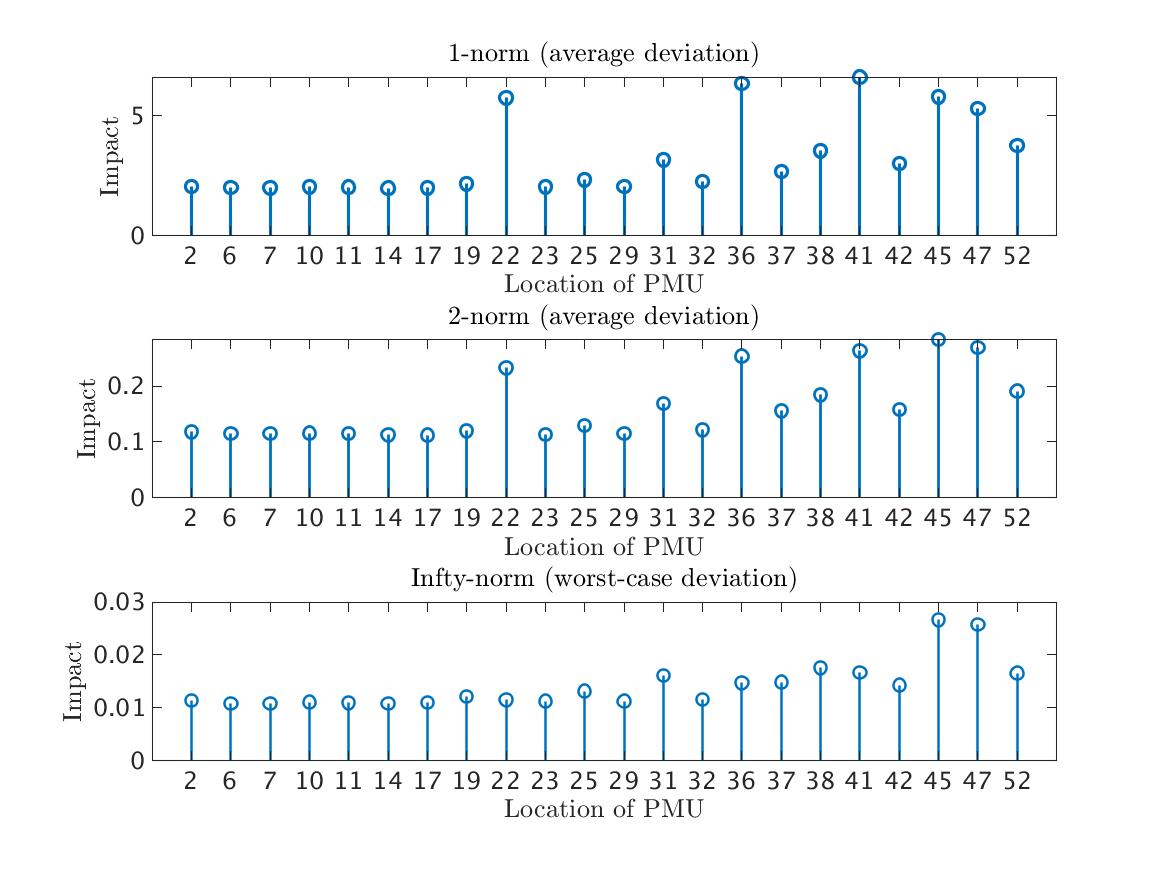 1-norm (average deviation)
Impact
5
0
2 6 7 10 11 14 17 19 22 23 25 29 31 32 36 37 38 41 42 45 47 52
Location of PMU
2-norm (average deviation)
Impact
0.2
0.1
0
2 6 7 10 11 14 17 19 22 23 25 29 31 32 36 37 38 41 42 45 47 52
Location of PMU
Infty-norm (worst-case deviation)
Impact
0.03
0.02
0.01
0
2 6 7 10 11 14 17 19 22 23 25 29 31 32 36 37 38 41 42 45 47 52
Location of PMU